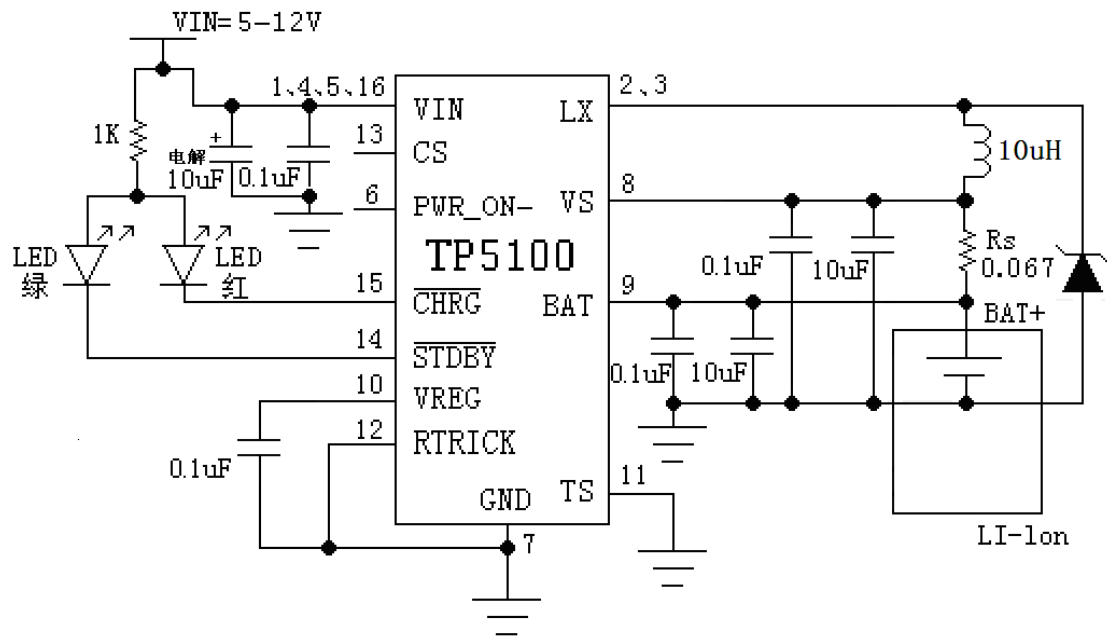 VIN=5-12V
1K
电解
10uF
0.1uF
LED
绿
LED
红
1、4、5、16
13
6
15
14
10
12
0.1uF
VIN
CS
PWR_ON-
TP5100
CHRG
STDBY
VREG
RTRICK
GND
7
LX
VS
BAT
TS
2、3
8
9
11
10uH
0.1uF
10uF
Rs
0.067
0.1uF
10uF
BAT+
LI-lon